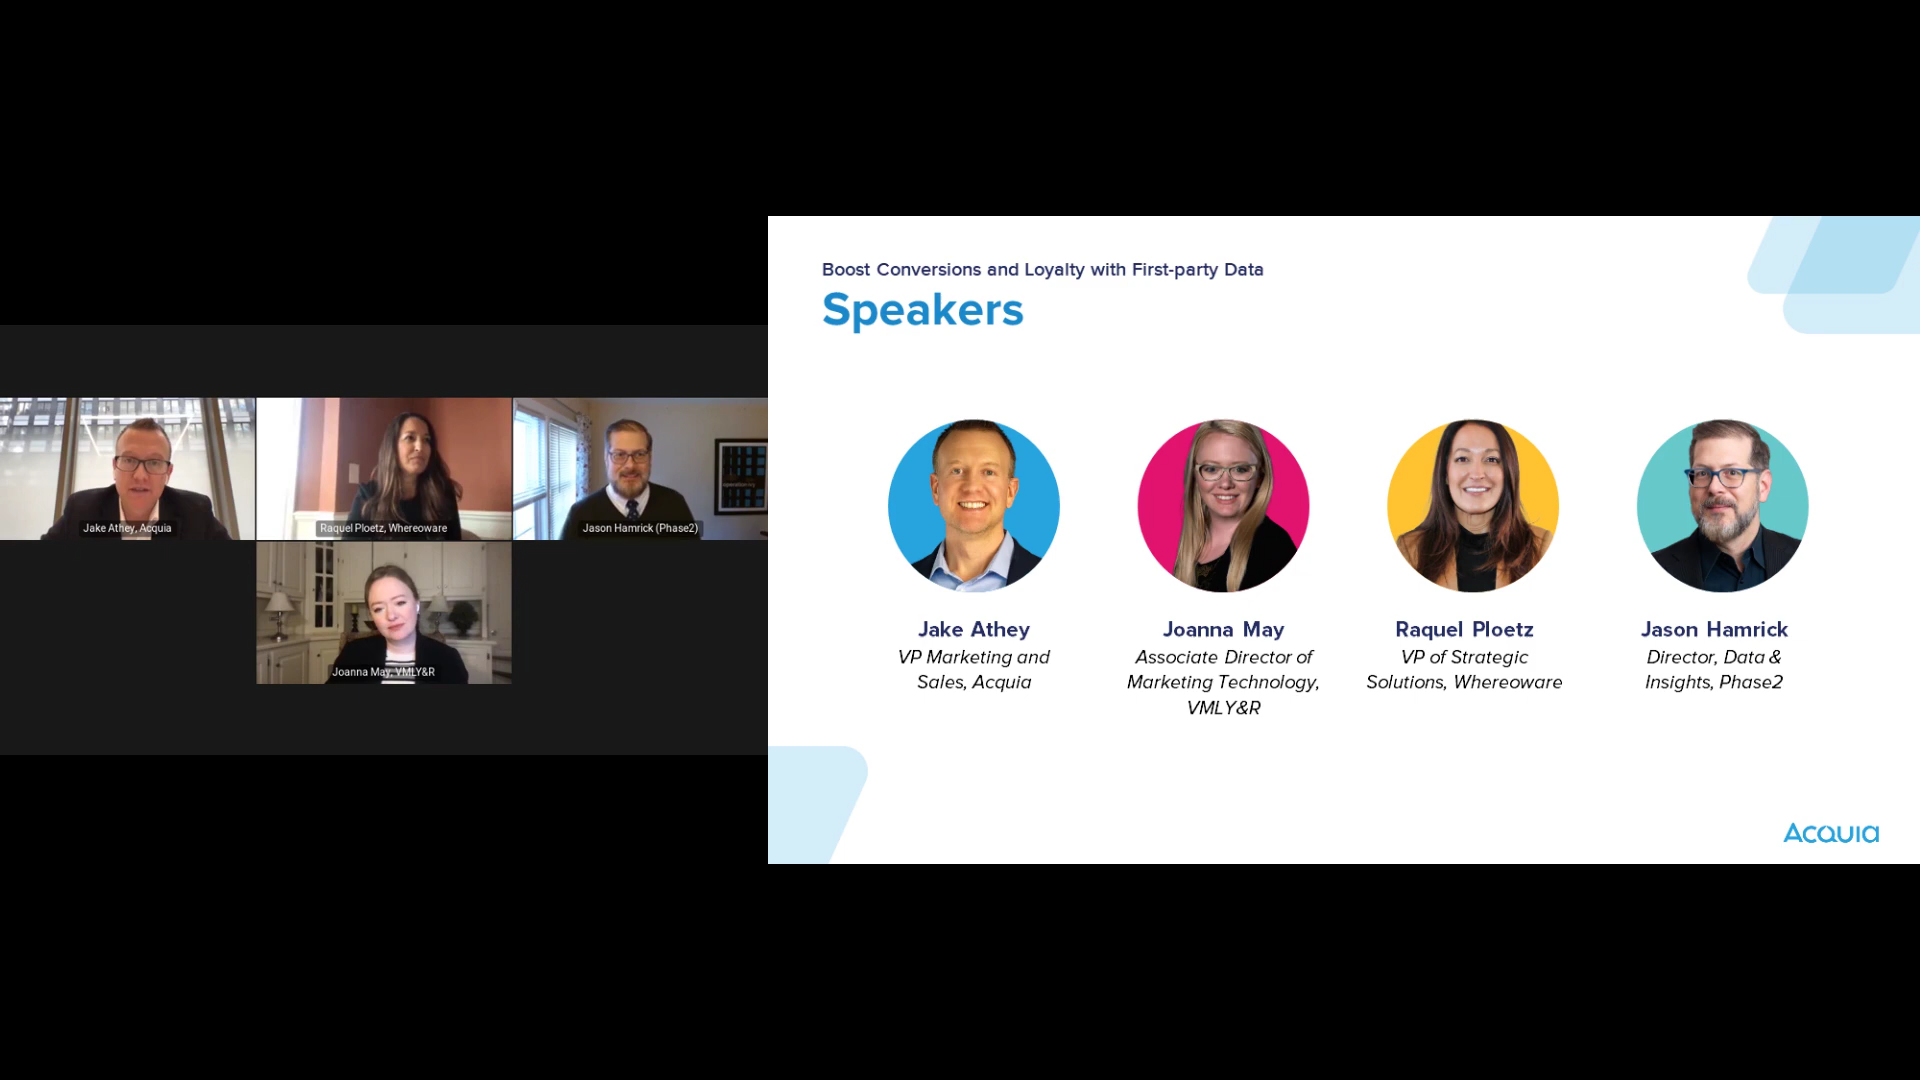 Jake Athey, Acquia
Raquel Ploetz, Whereoware
Jason Hamrick (Phase2)
Joanna May, VMLY&R
Boost Conversions and Loyalty with First-party Data
Speakers
Jake Athey
VP Marketing and
Sales, Acquia
Joanna May
Associate Director of
Marketing Technology,
VMLY&R
Raquel Ploetz
VP of Strategic
Solutions, Whereoware
Jason Hamrick
Director, Data &
Insights, Phase2
Acquia